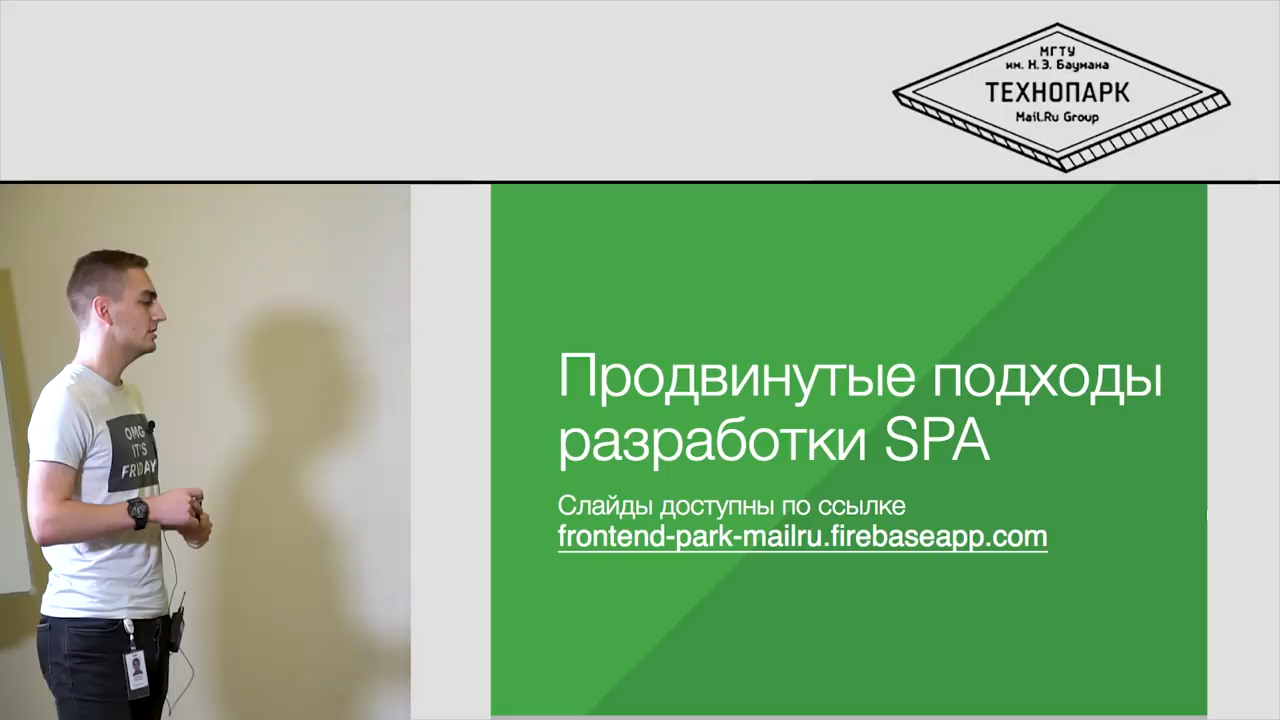 МГТУ
им. Н.Э. Баумана
ТЕХНОПАРК
Mail.Ru Group
OMG
IT'S
FRIDAY
Продвинутые подходы
разработки SPA
Слайды доступны по ссылке
frontend-park-mailru.firebaseapp.com